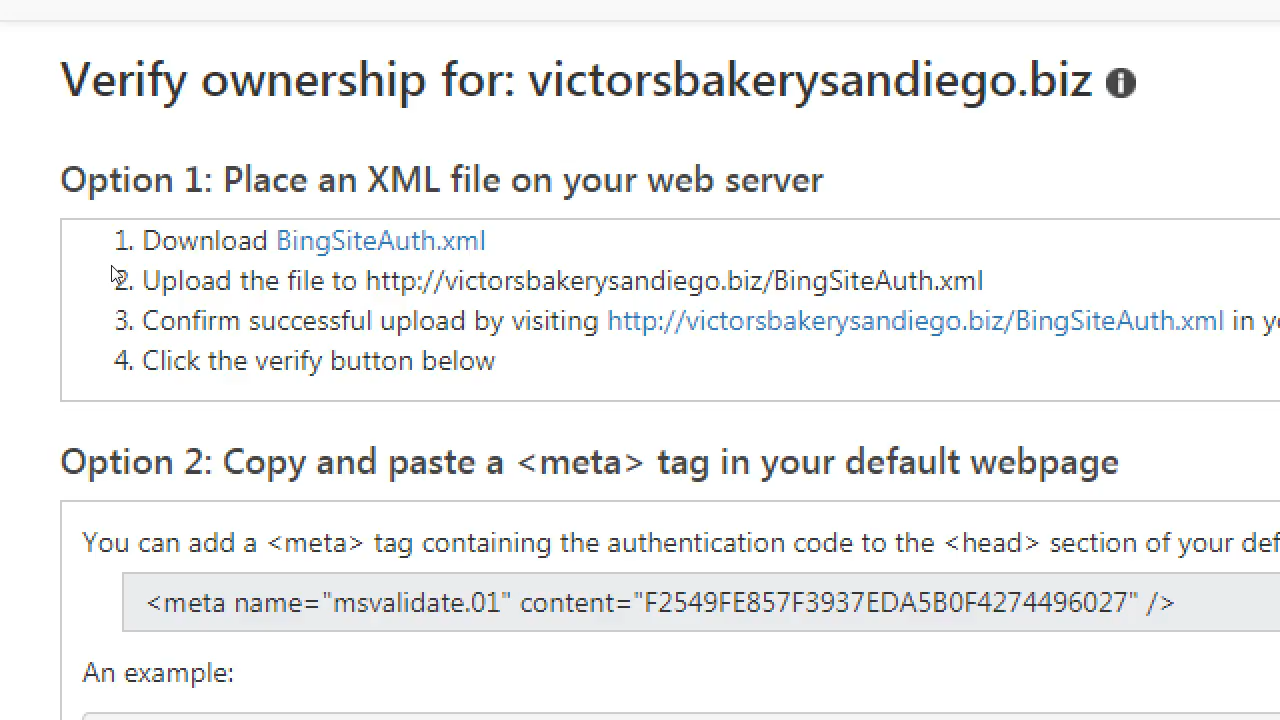 Verify ownership for: victorsbakerysandiego.biz
Option 1: Place an XML file on your web server
1. Download BingSiteAuth.xml
2. Upload the file to http://victorsbakerysandiego.biz/BingSiteAuth.xml
3. Confirm successful upload by visiting http://victorsbakerysandiego.biz/BingSiteAuth.xml in
4. Click the verify button below
Option 2: Copy and paste a <meta> tag in your default webpage
You can add a <meta> tag containing the authentication code to the <head> section of your
<meta name="msvalidate.01" content="F2549FE857F3937EDA5B0F4274496027" />
An example: